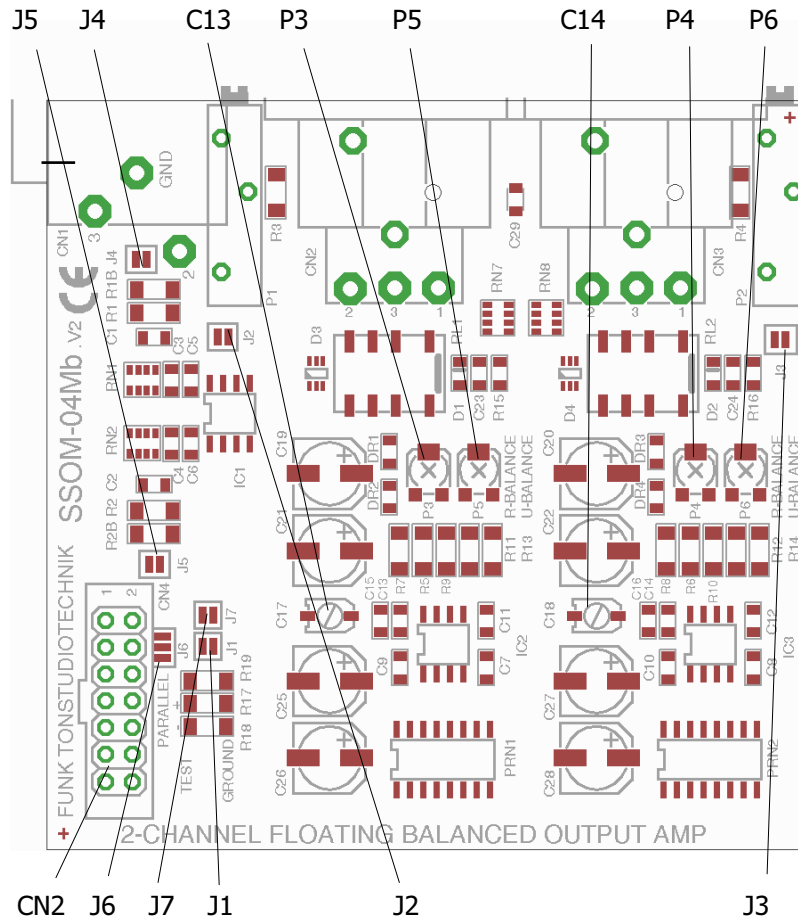 J5 J4 C13 P3 P5 C14 P4 P6
GND
CN1
3
2
J4
R1B
R1
C1
C3
C5
RN1
RN2
C4
C6
C2
R2
R2B
J5
CN4
SSOM-04Mb .V2
CE
FUNK TONSTUDIOTECHNIK
R3
P1
J2
IC1
CN2
2
3
1
C29
RN7
RN8
CN3
2
3
1
R4
P2
J3
+
D3
RL1
D1
C23
R15
D4
RL2
D2
C24
R16
C19
DR1
DR2
P3
P5
R-BALANCE
U-BALANCE
C20
DR3
DR4
P4
P6
R-BALANCE
U-BALANCE
C21
R11
R13
C22
R12
R14
C15
C13
R7
R5
R9
C16
C14
R8
R6
R10
C17
C11
IC2
C9
C7
C18
C12
IC3
C10
C8
1
2
J7
J6
J1
PARALLEL
R19
R17
R18
+
-
TEST
GROUND
C25
C26
PRN1
C27
C28
PRN2
+
2-CHANNEL FLOATING BALANCED OUTPUT AMP
CN2 J6 J7 J1 J2 J3